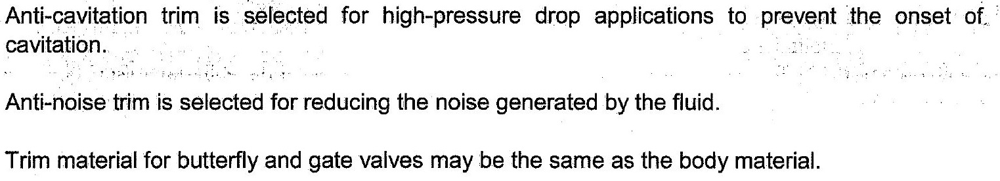 Anti-cavitation trim is selected for high-pressure drop applications to prevent the onset of
cavitation.
Anti-noise trim is selected for reducing the noise generated by the fluid.
Trim material for butterfly and gate valves may be the same as the body material.